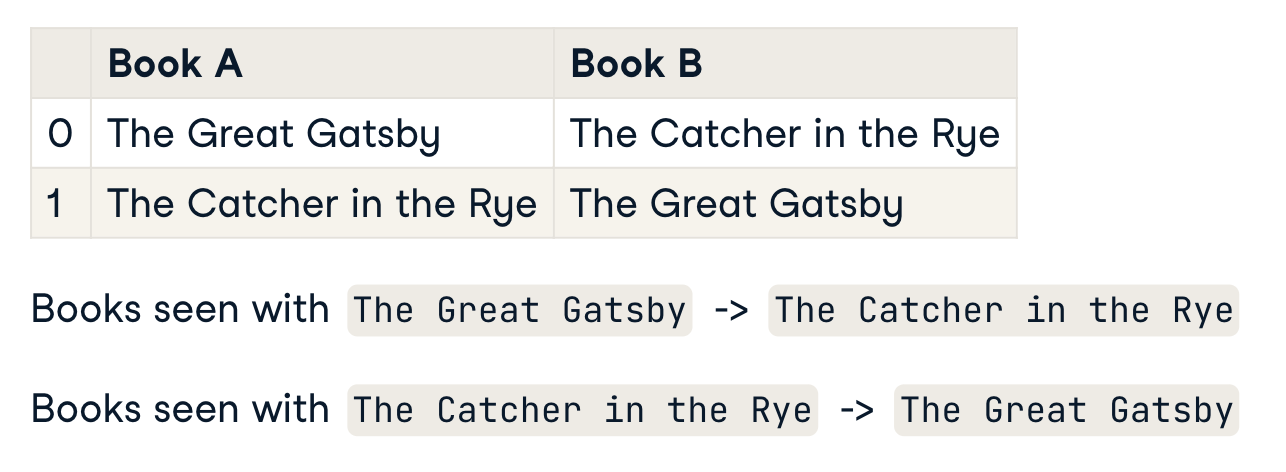 Book A Book B
0 The Great Gatsby The Catcher in the Rye
1 The Catcher in the Rye The Great Gatsby
Books seen with The Great Gatsby -> The Catcher in the Rye
Books seen with The Catcher in the Rye -> The Great Gatsby